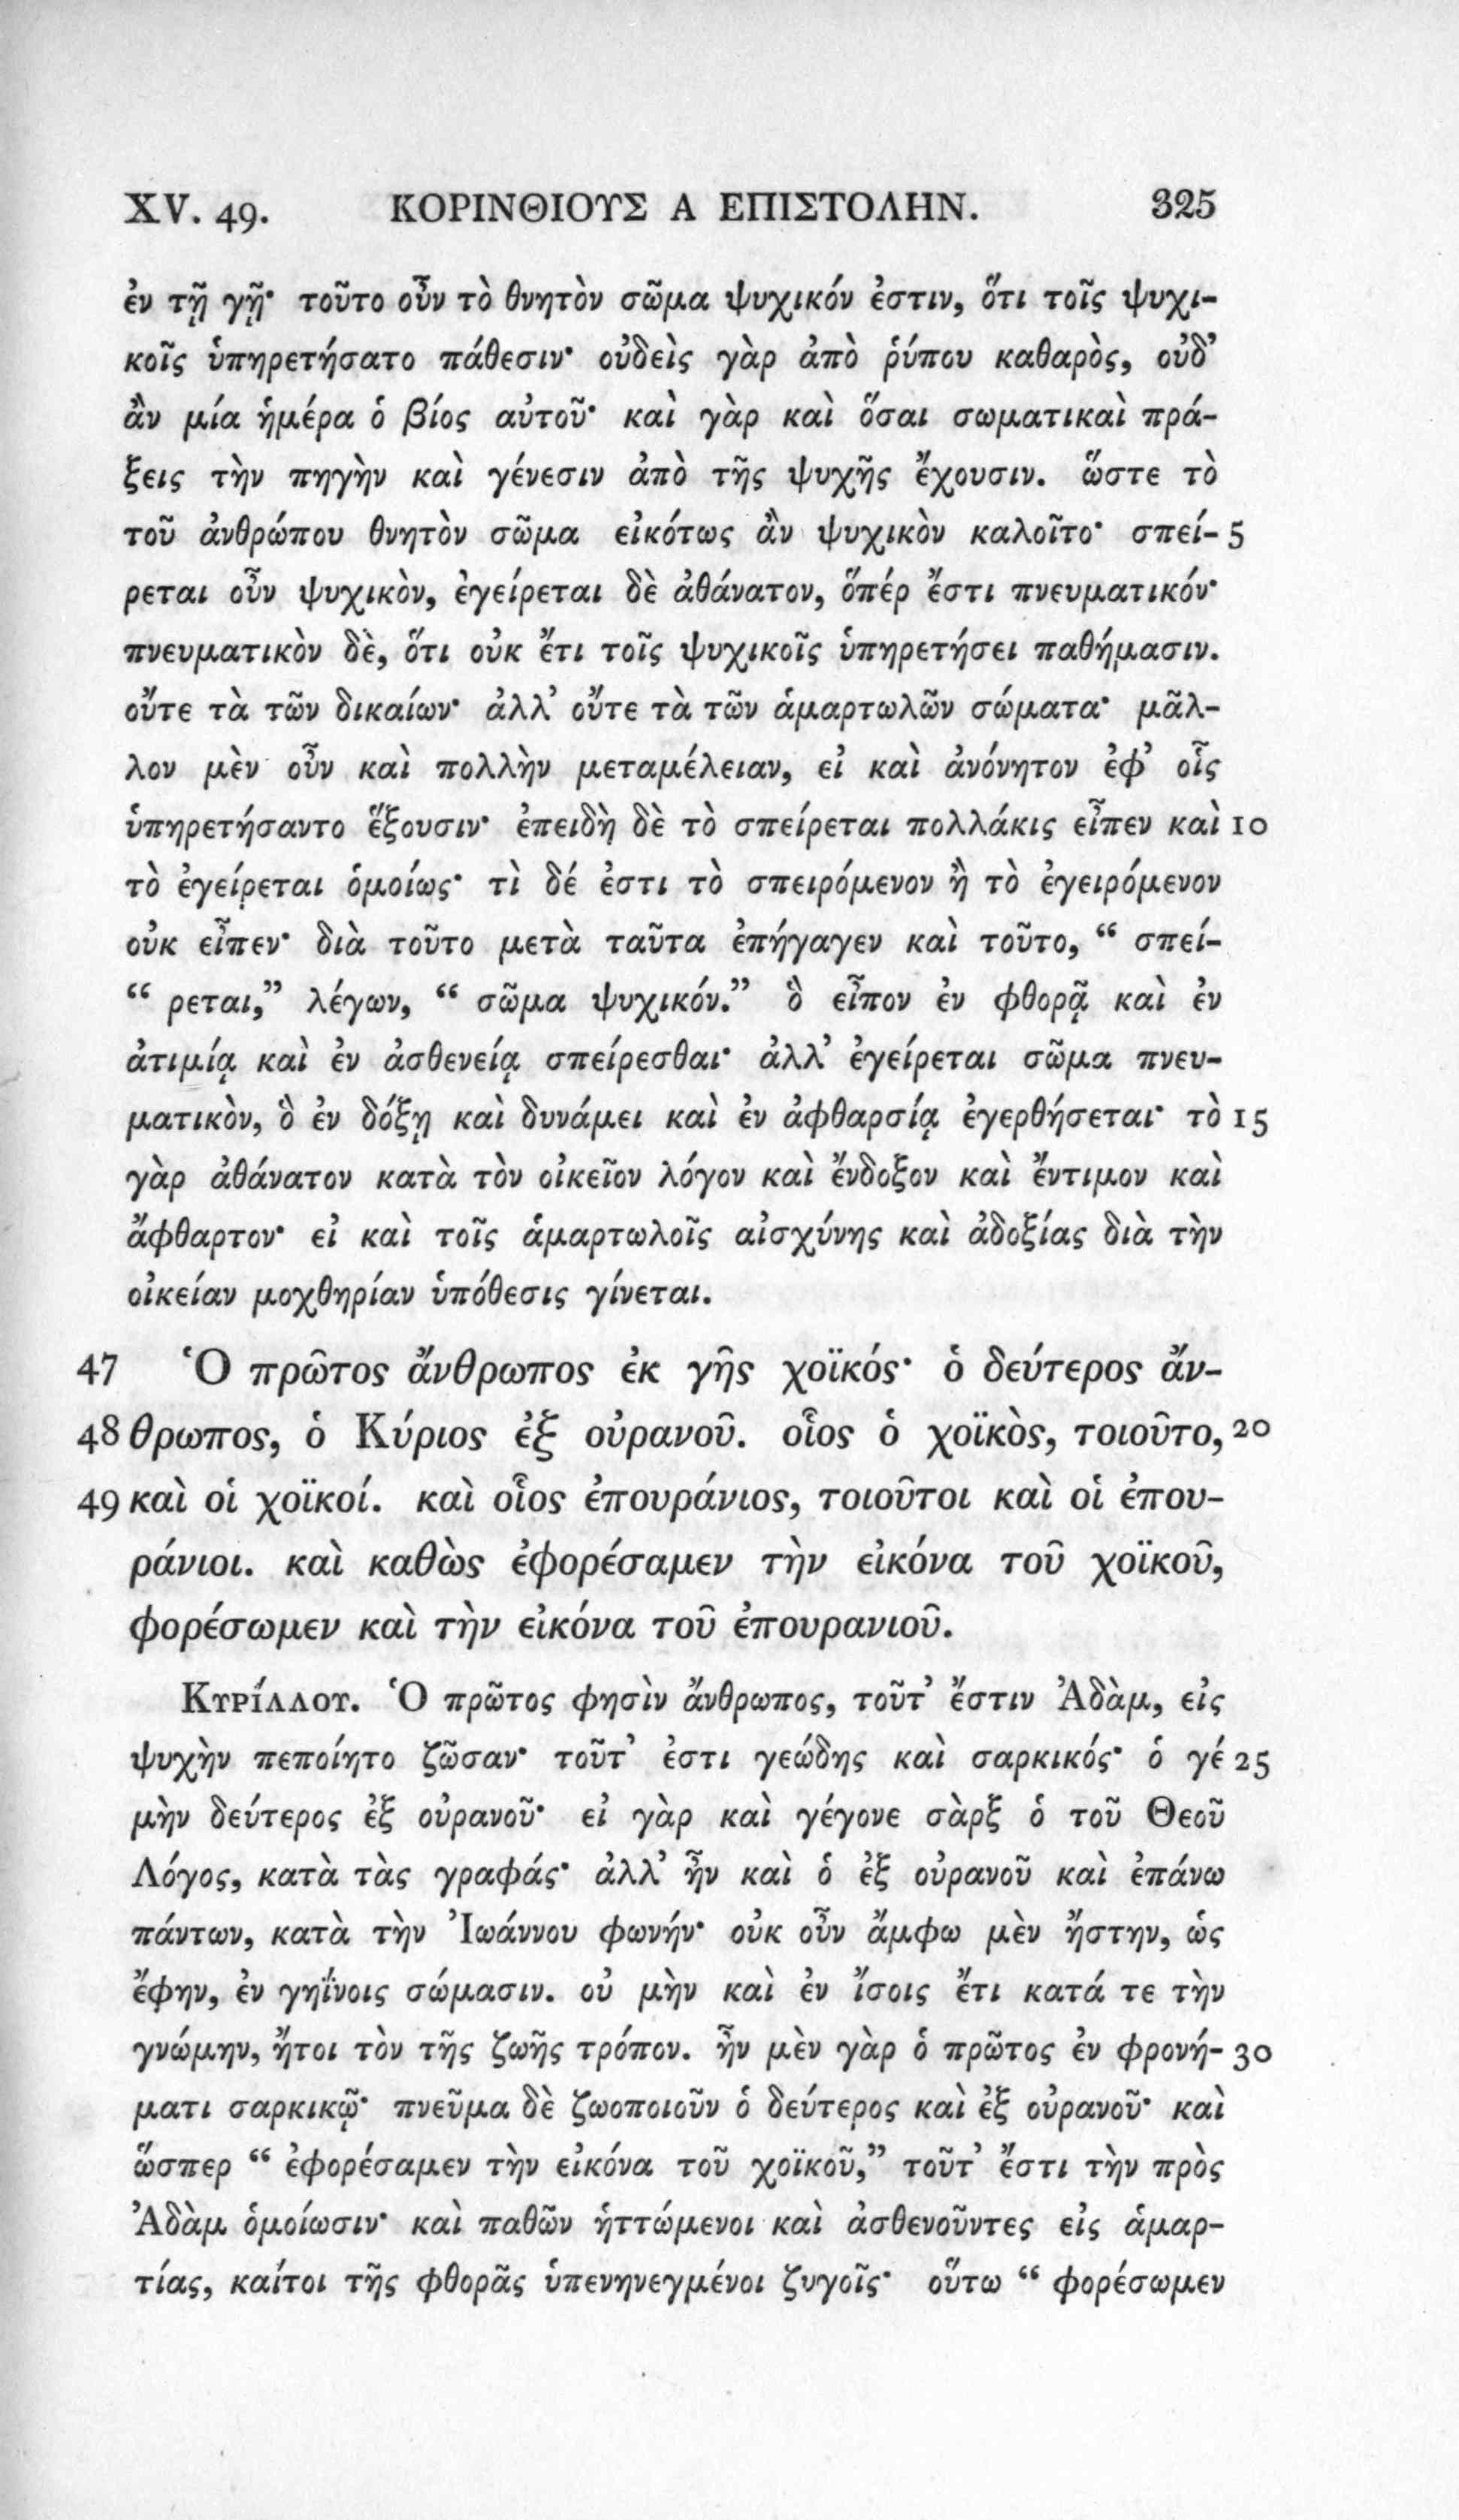 XV. 49. ΚΟΡΙΝΘΙΟΥΣ Α ΕΠΙΣΤΟΛΗΝ. 325
ἐν τῇ γῇ· τοῦτο οὖν τὸ θνητὸν σῶμα ψυχικόν ἐστιν, ὅτι τοῖς ψυχι-
κοῖς ὑπηρετήσατο πάθεσιν· οὐδεὶς γὰρ ἀπὸ ῥύπου καθαρὸς, οὐδ’
ἂν μία ἡμέρα ὁ βίος αὐτοῦ· καὶ γὰρ καὶ ὅσαι σωματικαὶ πρά-
ξεις τὴν πηγὴν καὶ γένεσιν ἀπὸ τῆς ψυχῆς ἔχουσιν. ὥστε τὸ
τοῦ ἀνθρώπου θνητὸν σῶμα εἰκότως ἂν ψυχικὸν καλοῖτο· σπεί- 5
ρεται οὖν ψυχικὸν, ἐγείρεται δὲ ἀθάνατον, ὅπέρ ἔστι πνευματικόν·
πνευματικὸν δὲ, ὅτι οὐκ ἔτι τοῖς ψυχικοῖς ὑπηρετήσει παθήμασιν.
οὔτε τὰ τῶν δικαίων· ἀλλ’ οὔτε τὰ τῶν ἁμαρτωλῶν σώματα· μᾶλ-
λον μὲν οὖν καὶ πολλὴν μεταμέλειαν, εἰ καὶ ἀνόνητον ἐφ’ οἷς
ὑπηρετήσαντο ἕξουσιν· ἐπειδὴ δὲ τὸ σπείρεται πολλάκις εἶπεν καὶ 10
τὸ ἐγείρεται ὁμοίως· τὶ δέ ἐστι τὸ σπειρόμενον ἢ τὸ ἐγειρόμενον
οὐκ εἶπεν· διὰ τοῦτο μετὰ ταῦτα ἐπήγαγεν καὶ τοῦτο, “ σπεί-
“ ρεται,” λέγων, “ σῶμα ψυχικόν.” ὃ εἶπον ἐν φθορᾷ καὶ ἐν
ἀτιμίᾳ καὶ ἐν ἀσθενείᾳ σπείρεσθαι· ἀλλ’ ἐγείρεται σῶμα πνευ-
ματικὸν, ὃ ἐν δόξῃ καὶ δυνάμει καὶ ἐν ἀφθαρσίᾳ ἐγερθήσεται· τὸ 15
γὰρ ἀθάνατον κατὰ τὸν οἰκεῖον λόγον καὶ ἔνδοξον καὶ ἔντιμον καὶ
ἄφθαρτον· εἰ καὶ τοῖς ἁμαρτωλοῖς αἰσχύνης καὶ ἀδοξίας διὰ τὴν
οἰκείαν μοχθηρίαν ὑπόθεσις γίνεται.
47 Ὁ πρῶτος ἄνθρωπος ἐκ γῆς χοϊκός· ὁ δεύτερος ἄν-
48 θρωπος, ὁ Κύριος ἐξ οὐρανοῦ. οἷος ὁ χοϊκὸς, τοιοῦτο, 20
49 καὶ οἱ χοϊκοί. καὶ οἷος ἐπουράνιος, τοιοῦτοι καὶ οἱ ἐπου-
ράνιοι. καὶ καθὼς ἐφορέσαμεν τὴν εἰκόνα τοῦ χοϊκοῦ,
φορέσωμεν καὶ τὴν εἰκόνα τοῦ ἐπουρανιοῦ.
Κυρίλλου. Ὁ πρῶτος φησὶν ἄνθρωπος, τοῦτ’ ἔστιν Ἀδὰμ, εἰς
ψυχὴν πεποίητο ζῶσαν· τοῦτ’ ἐστι γεώδης καὶ σαρκικός· ὁ γέ 25
μὴν δεύτερος ἐξ οὐρανοῦ· εἰ γὰρ καὶ γέγονε σὰρξ ὁ τοῦ Θεοῦ
Λόγος, κατὰ τὰς γραφάς· ἀλλ’ ἦν καὶ ὁ ἐξ οὐρανοῦ καὶ ἐπάνω
πάντων, κατὰ τὴν Ἰωάννου φωνήν· οὐκ οὖν ἄμφω μὲν ἤστην, ὡς
ἔφην, ἐν γηΐνοις σώμασιν. οὐ μὴν καὶ ἐν ἴσοις ἔτι κατά τε τὴν
γνώμην, ἤτοι τὸν τῆς ζωῆς τρόπον. ἦν μὲν γὰρ ὁ πρῶτος ἐν φρονή- 30
ματι σαρκικῷ· πνεῦμα δὲ ζωοποιοῦν ὁ δεύτερος καὶ ἐξ οὐρανοῦ· καὶ
ὥσπερ “ ἐφορέσαμεν τὴν εἰκόνα τοῦ χοϊκοῦ,” τοῦτ’ ἔστι τὴν πρὸς
Ἀδὰμ ὁμοίωσιν· καὶ παθῶν ἡττώμενοι καὶ ἀσθενοῦντες εἰς ἁμαρ-
τίας, καίτοι τῆς φθορᾶς ὑπενηνεγμένοι ζυγοῖς· οὕτω “ φορέσωμεν